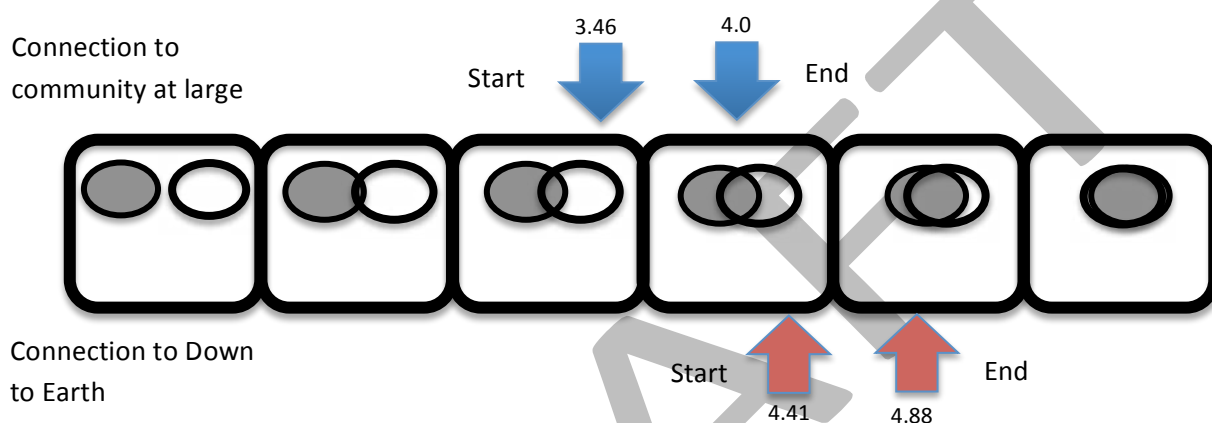 3.46 4.0
Connection to
community at large
Start End
Connection to Down
to Earth
Start End
4.41 4.88